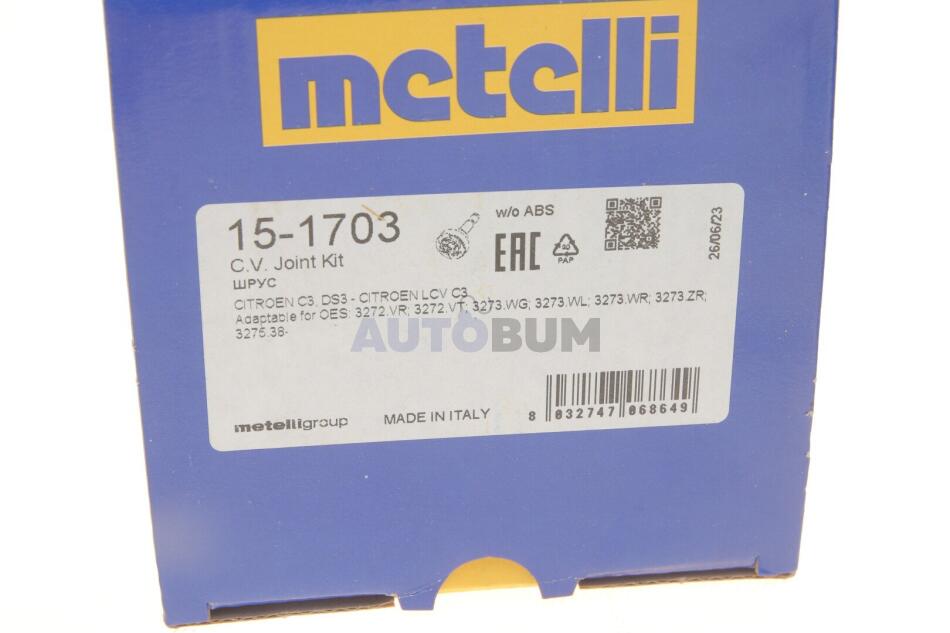 metelli
15-1703
w/o ABS
C.V. Joint Kit
ШРУС
EAC
20
PAP
26/06/23
CITROEN C3, DS3 - CITROEN LCV C3
Adaptable for OES: 3272.VR; 3272.VT; 3273.WG; 3273.WL; 3273.WR; 3273.ZR;
3275.38-
AUTOBUM
metelligroup
MADE IN ITALY
8 032747 068649